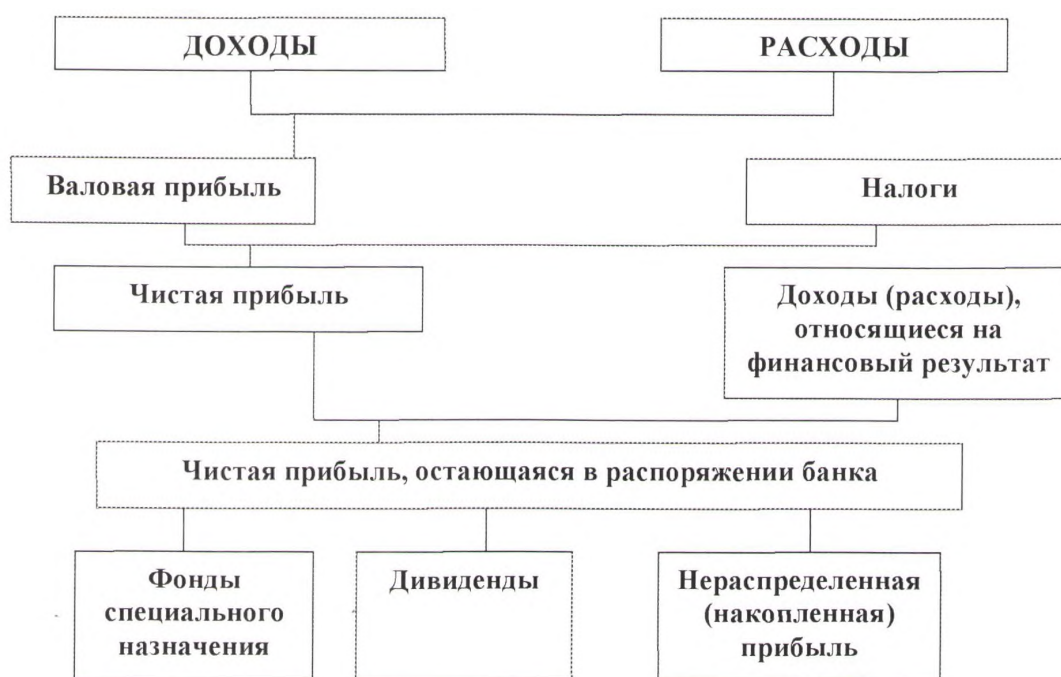 ДОХОДЫ
РАСХОДЫ
Валовая прибыль
Налоги
Чистая прибыль
Доходы (расходы),
относящиеся на
финансовый результат
Чистая прибыль, остающаяся в распоряжении банка
Фонды
специального
назначения
Дивиденды
Нераспределенная
(накопленная)
прибыль